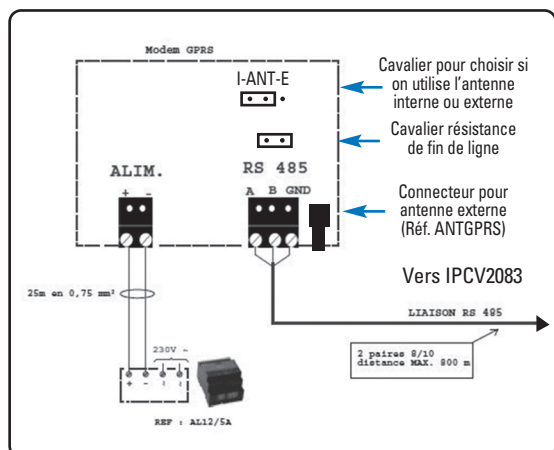 Modem GPRS
I-ANT-E
Cavalier pour choisir si
on utilise l'antenne
interne ou externe
Cavalier résistance
de fin de ligne
ALIM.
+ -
RS 485
A B GND
Connecteur pour
antenne externe
(Réf. ANTGPRS)
Vers IPCV2083
25m en 0,75 mm²
LIAISON RS 485
2 paires 8/10
distance MAX. 800 m
230V ~
+ - ~ ~
REF : AL12/5A